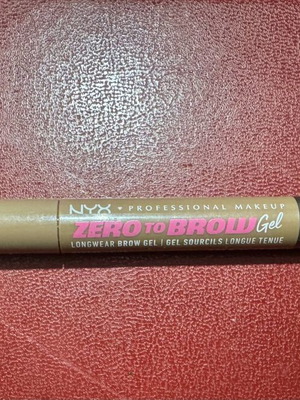 NYX • PROFESSIONAL MAKEUP
ZERO TO BROW Gel
LONGWEAR BROW GEL | GEL SOURCILS LONGUE TENUE